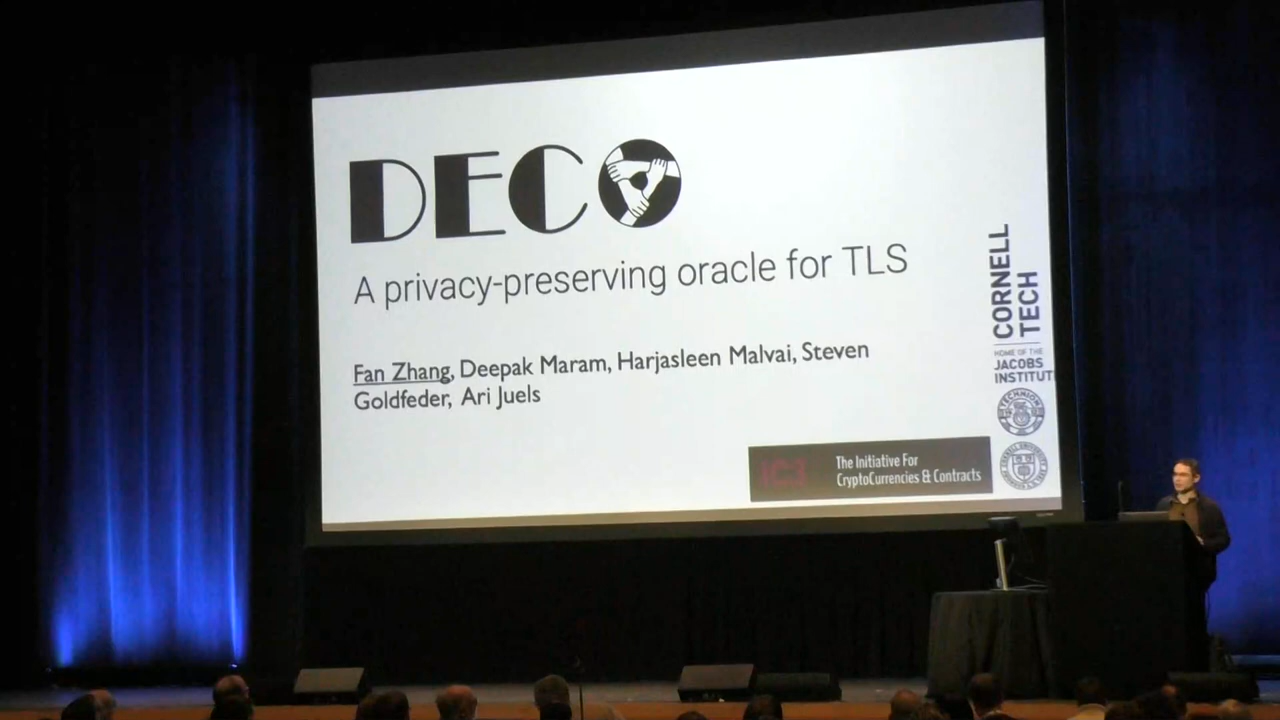 DECO
A privacy-preserving oracle for TLS
Fan Zhang, Deepak Maram, Harjasleen Malvai, Steven
Goldfeder, Ari Juels
CORNELL
TECH
HOME OF THE
JACOBS
INSTITUT
IC3
The Initiative For
CryptoCurrencies & Contracts